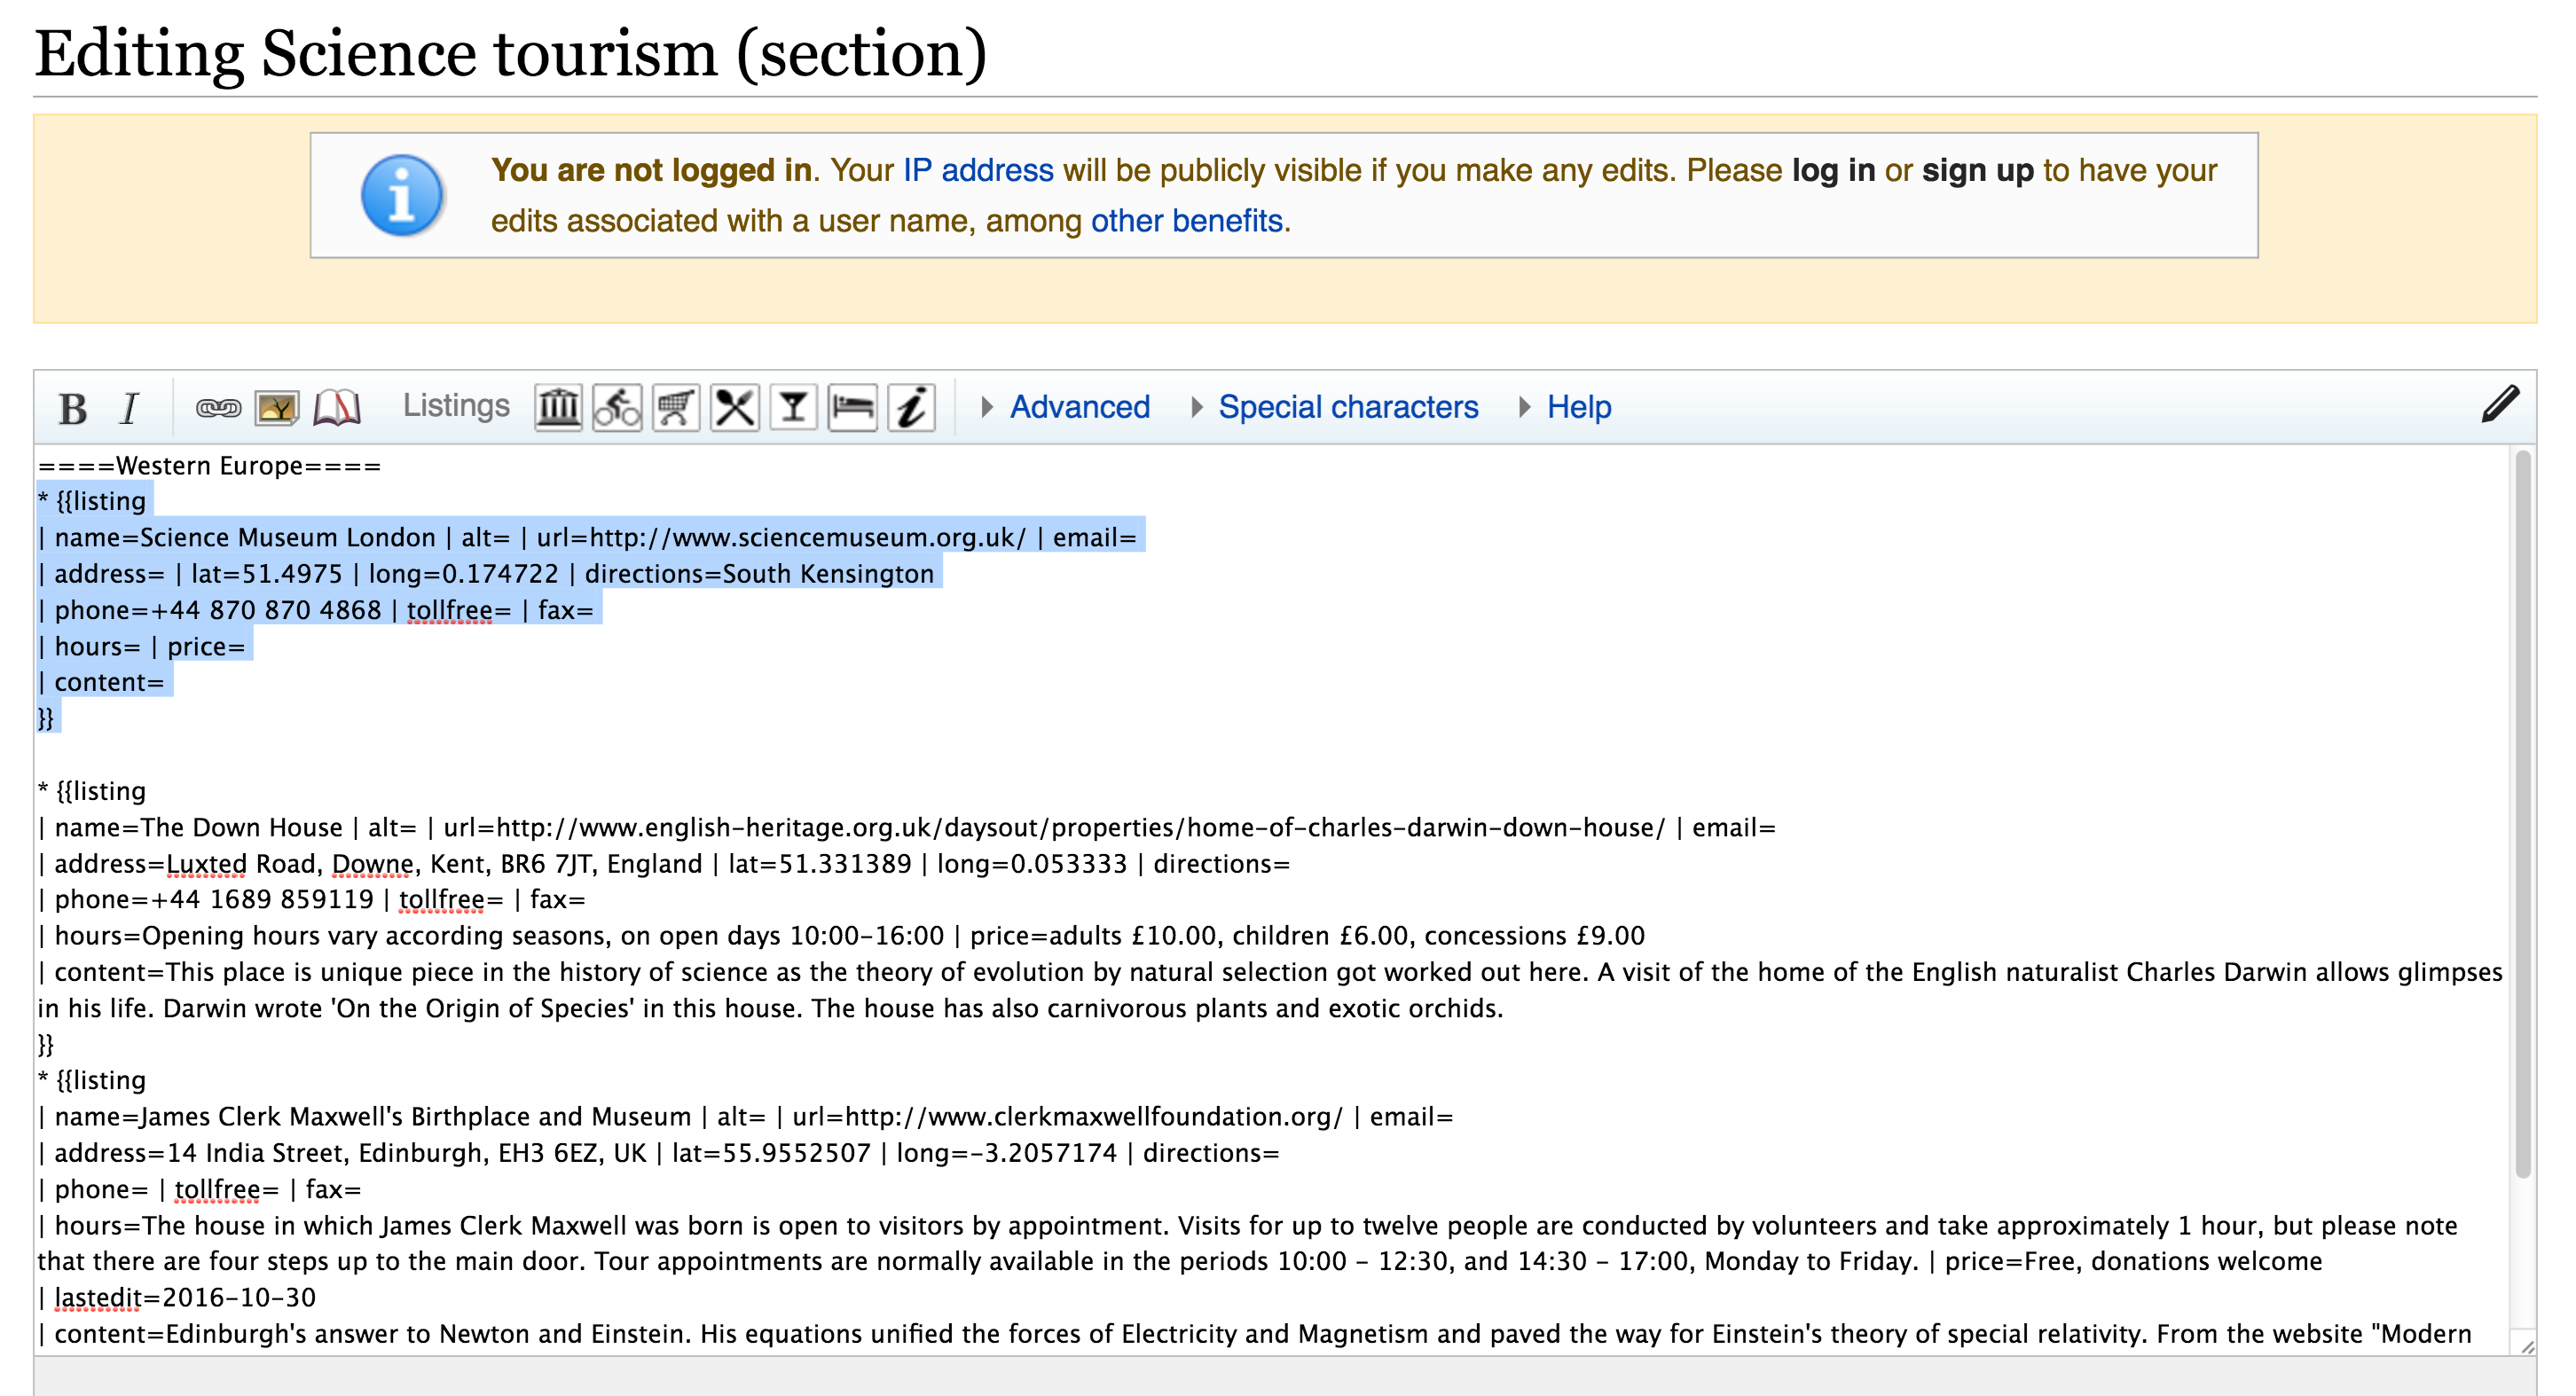 Editing Science tourism (section)
You are not logged in. Your IP address will be publicly visible if you make any edits. Please log in or sign up to have your
edits associated with a user name, among other benefits.
B I Listings Advanced Special characters Help
====Western Europe====
* {{listing
| name=Science Museum London | alt= | url=http://www.sciencemuseum.org.uk/ | email=
| address= | lat=51.4975 | long=0.174722 | directions=South Kensington
| phone=+44 870 870 4868 | tollfree= | fax=
| hours= | price=
| content=
}}
* {{listing
| name=The Down House | alt= | url=http://www.english-heritage.org.uk/daysout/properties/home-of-charles-darwin-down-house/ | email=
| address=Luxted Road, Downe, Kent, BR6 7JT, England | lat=51.331389 | long=0.053333 | directions=
| phone=+44 1689 859119 | tollfree= | fax=
| hours=Opening hours vary according seasons, on open days 10:00-16:00 | price=adults £10.00, children £6.00, concessions £9.00
| content=This place is unique piece in the history of science as the theory of evolution by natural selection got worked out here. A visit of the home of the English naturalist Charles Darwin allows glimpses
in his life. Darwin wrote 'On the Origin of Species' in this house. The house has also carnivorous plants and exotic orchids.
}}
* {{listing
| name=James Clerk Maxwell's Birthplace and Museum | alt= | url=http://www.clerkmaxwellfoundation.org/ | email=
| address=14 India Street, Edinburgh, EH3 6EZ, UK | lat=55.9552507 | long=-3.2057174 | directions=
| phone= | tollfree= | fax=
| hours=The house in which James Clerk Maxwell was born is open to visitors by appointment. Visits for up to twelve people are conducted by volunteers and take approximately 1 hour, but please note
that there are four steps up to the main door. Tour appointments are normally available in the periods 10:00 – 12:30, and 14:30 – 17:00, Monday to Friday. | price=Free, donations welcome
| lastedit=2016-10-30
| content=Edinburgh's answer to Newton and Einstein. His equations unified the forces of Electricity and Magnetism and paved the way for Einstein's theory of special relativity. From the website "Modern